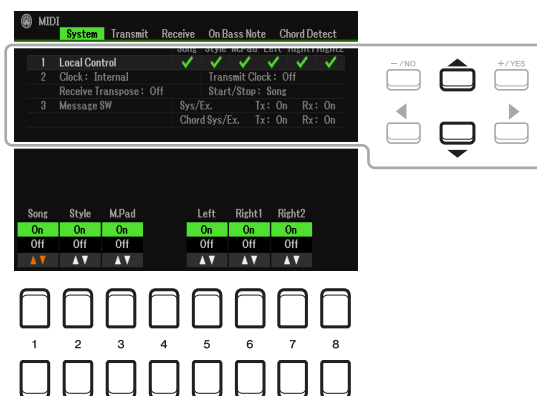 MIDI
System Transmit Receive On Bass Note Chord Detect
Song Style M.Pad Left Right1 Right2
1 Local Control
2 Clock: Internal Transmit Clock: Off
Receive Transpose: Off Start/Stop: Song
3 Message SW Sys/Ex. Tx: On Rx: On
Chord Sys/Ex. Tx: On Rx: On
-/NO +/YES
Song Style M.Pad Left Right1 Right2
On On On On On On
Off Off Off Off Off Off
1 2 3 4 5 6 7 8